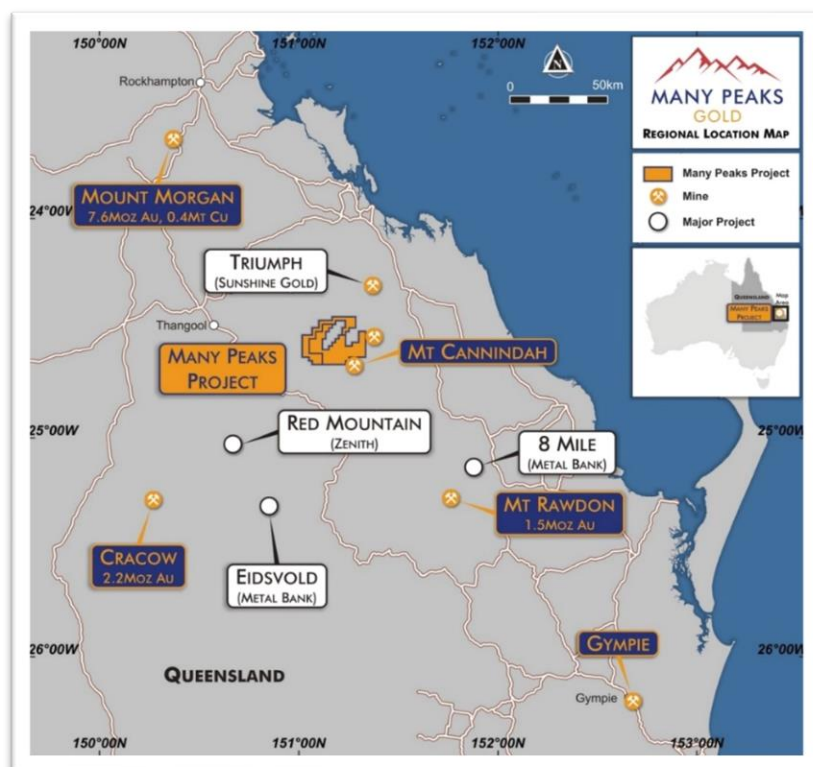 150°00N
151°00N
152°00N
Rockhampton
N
0
50km
MANY PEAKS
GOLD
REGIONAL LOCATION MAP
Many Peaks Project
Mine
Major Project
MOUNT MORGAN
7.6MOZ AU, 0.4MT CU
24°00W
24°00W
TRIUMPH
(SUNSHINE GOLD)
QUEENSLAND
Map
Area
MANY PEAKS
PROJECT
Thangool
MANY PEAKS
PROJECT
MT CANNINDAH
25°00W
25°00W
RED MOUNTAIN
(ZENITH)
8 MILE
(METAL BANK)
MT RAWDON
1.5MOZ AU
CRACOW
2.2MOZ AU
EIDSVOLD
(METAL BANK)
26°00W
26°00W
GYMPIE
QUEENSLAND
Gympie
150°00N
151°00N
152°00N
153°00N